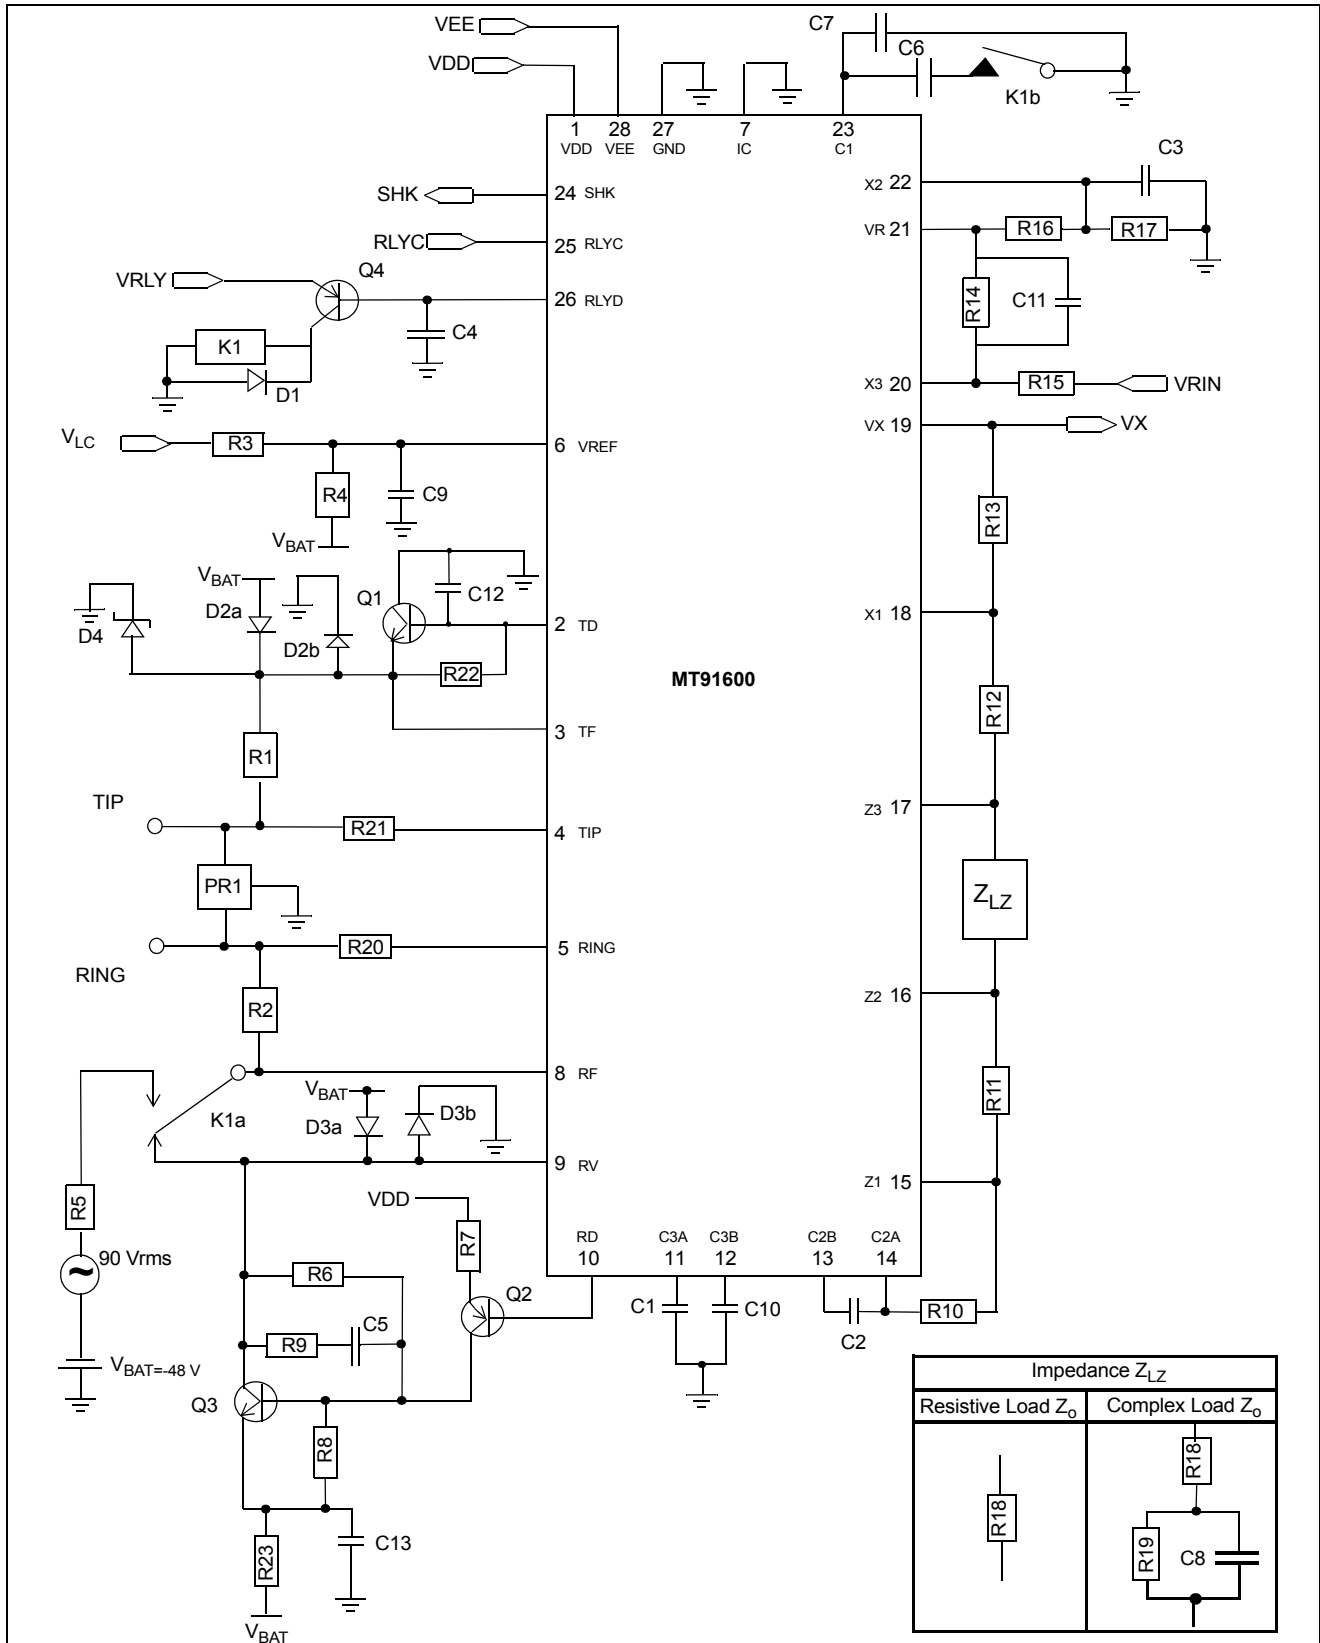 VEE
VDD
C7
C6
K1b
1 28 27 7 23
VDD VEE GND IC C1
C3
X2 22
SHK
24 SHK
VR 21
R16
R17
RLYC
25 RLYC
Q4
VRLY
26 RLYD
R14
C11
C4
K1
D1
X3 20
R15
VRIN
VX 19
VX
VLC
R3
6 VREF
R4
C9
VBAT
R13
VBAT
D2a
Q1
C12
D4
D2b
2 TD
X1 18
R22
MT91600
R12
3 TF
R1
TIP
Z3 17
R21
4 TIP
PR1
ZLZ
R20
5 RING
RING
R2
Z2 16
8 RF
R11
VBAT
K1a
D3a
D3b
9 RV
Z1 15
R5
VDD
R7
RD C3A C3B C2B C2A
10 11 12 13 14
90 Vrms
R6
Q2
C1
C10
C2
R10
R9
C5
VBAT=-48 V
Q3
R8
C13
R23
VBAT
Impedance ZLZ
Resistive Load Zo
Complex Load Zo
R18
R18
R19
C8